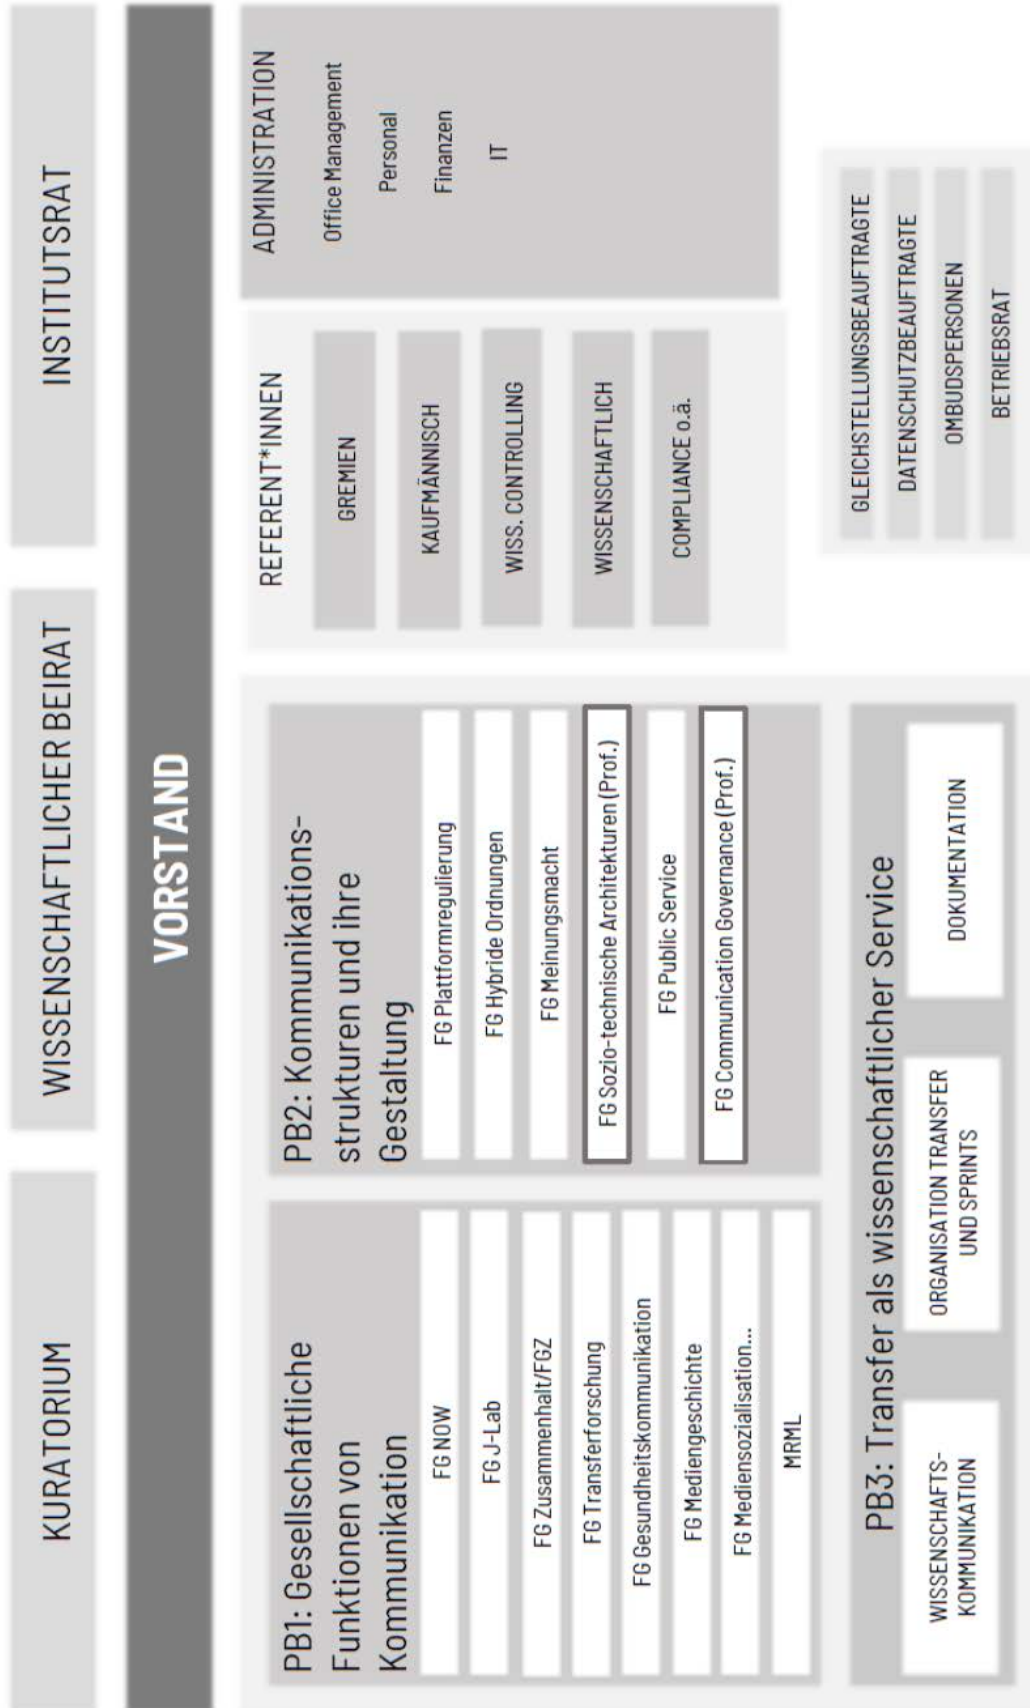 KURATORIUM
WISSENSCHAFTLICHER BEIRAT
INSTITUTSRAT
VORSTAND
PB1: Gesellschaftliche
Funktionen von
Kommunikation
FG NOW
FG J-Lab
FG Zusammenhalt/FGZ
FG Transferforschung
FG Gesundheitskommunikation
FG Mediengeschichte
FG Mediensozialisation...
MRML
PB2: Kommunikations-
strukturen und ihre
Gestaltung
FG Plattformregulierung
FG Hybride Ordnungen
FG Meinungsmacht
FG Sozio-technische Architekturen (Prof.)
FG Public Service
FG Communication Governance (Prof.)
PB3: Transfer als wissenschaftlicher Service
WISSENSCHAFTS-
KOMMUNIKATION
ORGANISATION TRANSFER
UND SPRINTS
DOKUMENTATION
REFERENT*INNEN
GREMIEN
KAUFMÄNNISCH
WISS. CONTROLLING
WISSENSCHAFTLICH
COMPLIANCE o.ä.
ADMINISTRATION
Office Management
Personal
Finanzen
IT
GLEICHSTELLUNGSBEAUFTRAGTE
DATENSCHUTZBEAUFTRAGTE
OMBUDSPERSONEN
BETRIEBSRAT